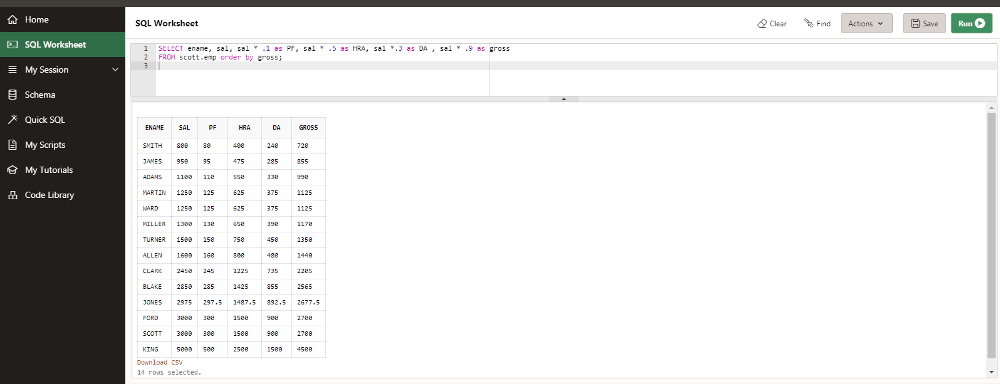 Home
SQL Worksheet
My Session
Schema
Quick SQL
My Scripts
My Tutorials
Code Library
SQL Worksheet
Clear
Find
Actions
Save
Run
1 SELECT ename, sal, sal * .1 as PF, sal * .5 as HRA, sal *.3 as DA , sal * .9 as gross
2 FROM scott.emp order by gross;
3
ENAME SAL PF HRA DA GROSS
SMITH 800 80 400 240 720
JAMES 950 95 475 285 855
ADAMS 1100 110 550 330 990
MARTIN 1250 125 625 375 1125
WARD 1250 125 625 375 1125
MILLER 1300 130 650 390 1170
TURNER 1500 150 750 450 1350
ALLEN 1600 160 800 480 1440
CLARK 2450 245 1225 735 2205
BLAKE 2850 285 1425 855 2565
JONES 2975 297.5 1487.5 892.5 2677.5
FORD 3000 300 1500 900 2700
SCOTT 3000 300 1500 900 2700
KING 5000 500 2500 1500 4500
Download CSV
14 rows selected.